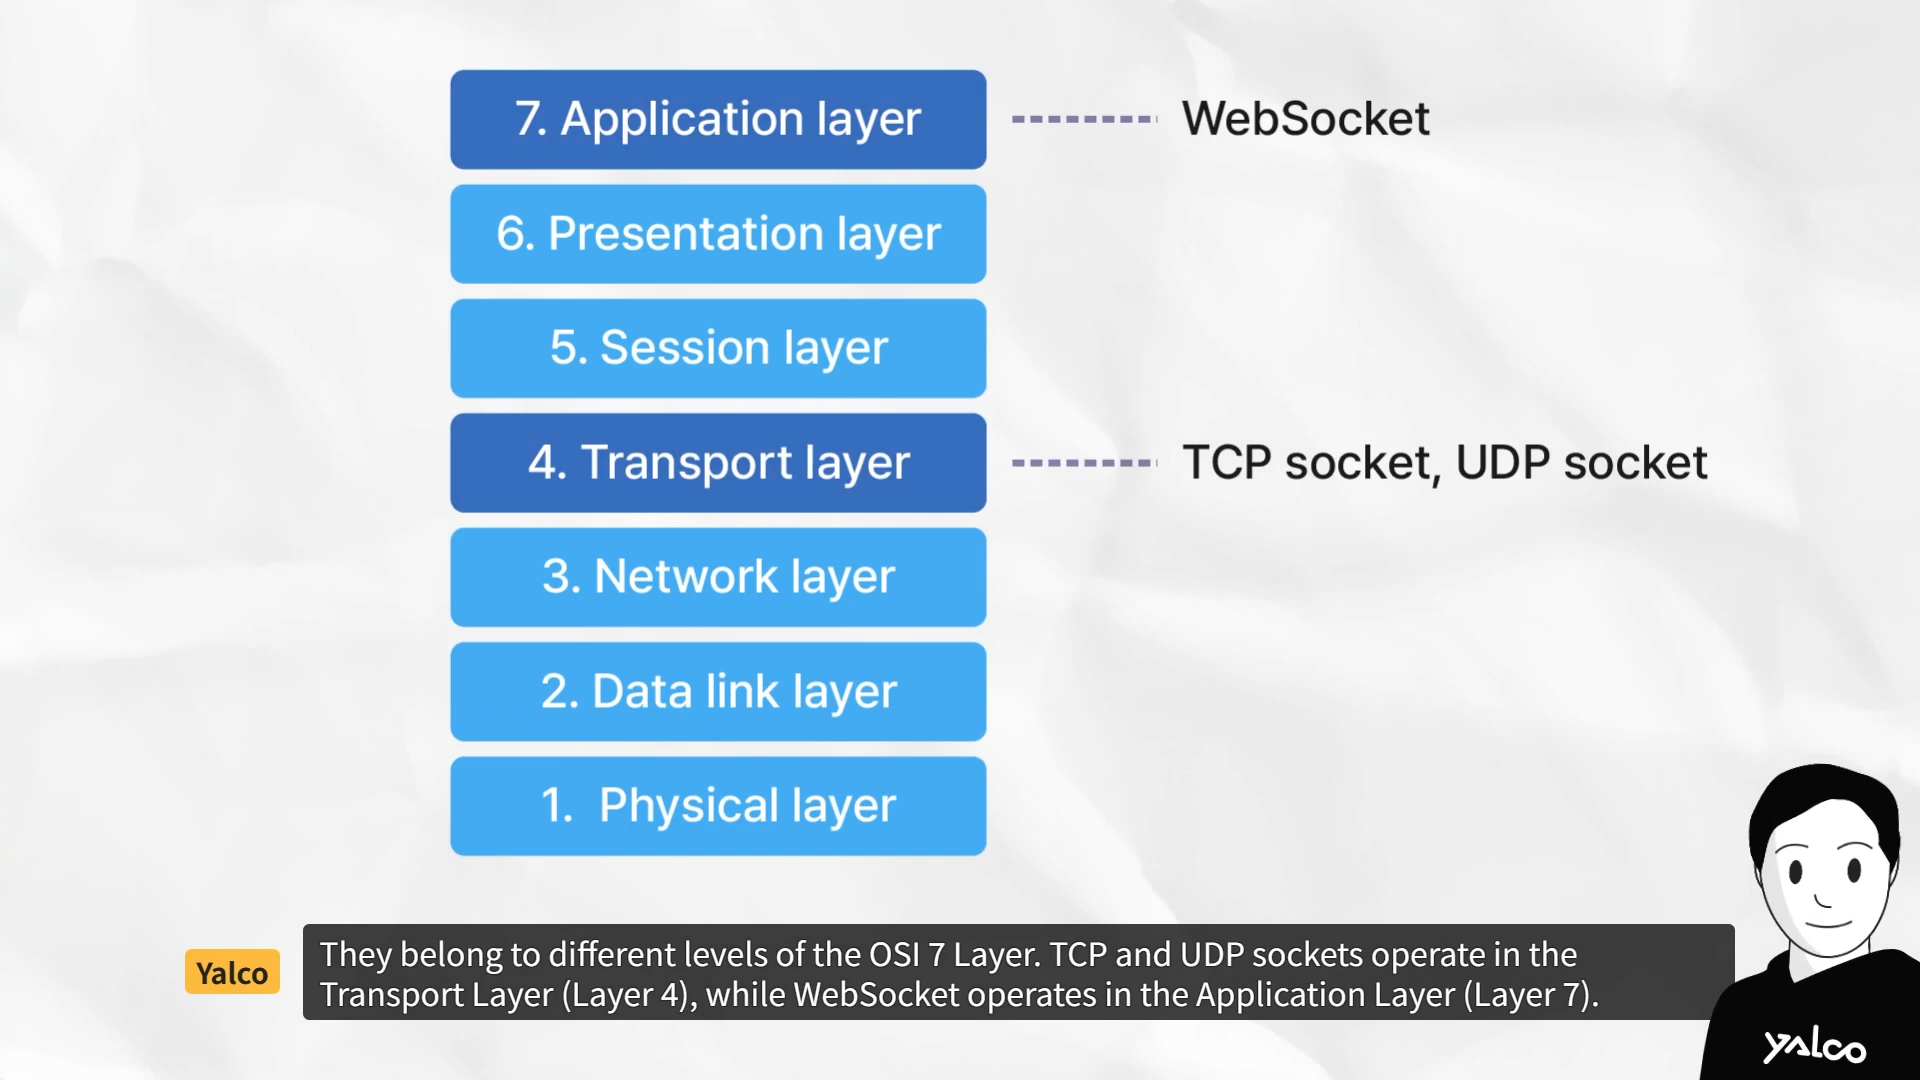 7. Application layer
WebSocket
6. Presentation layer
5. Session layer
4. Transport layer
TCP socket, UDP socket
3. Network layer
2. Data link layer
1. Physical layer
Yalco
They belong to different levels of the OSI 7 Layer. TCP and UDP sockets operate in the
Transport Layer (Layer 4), while WebSocket operates in the Application Layer (Layer 7).
yalco